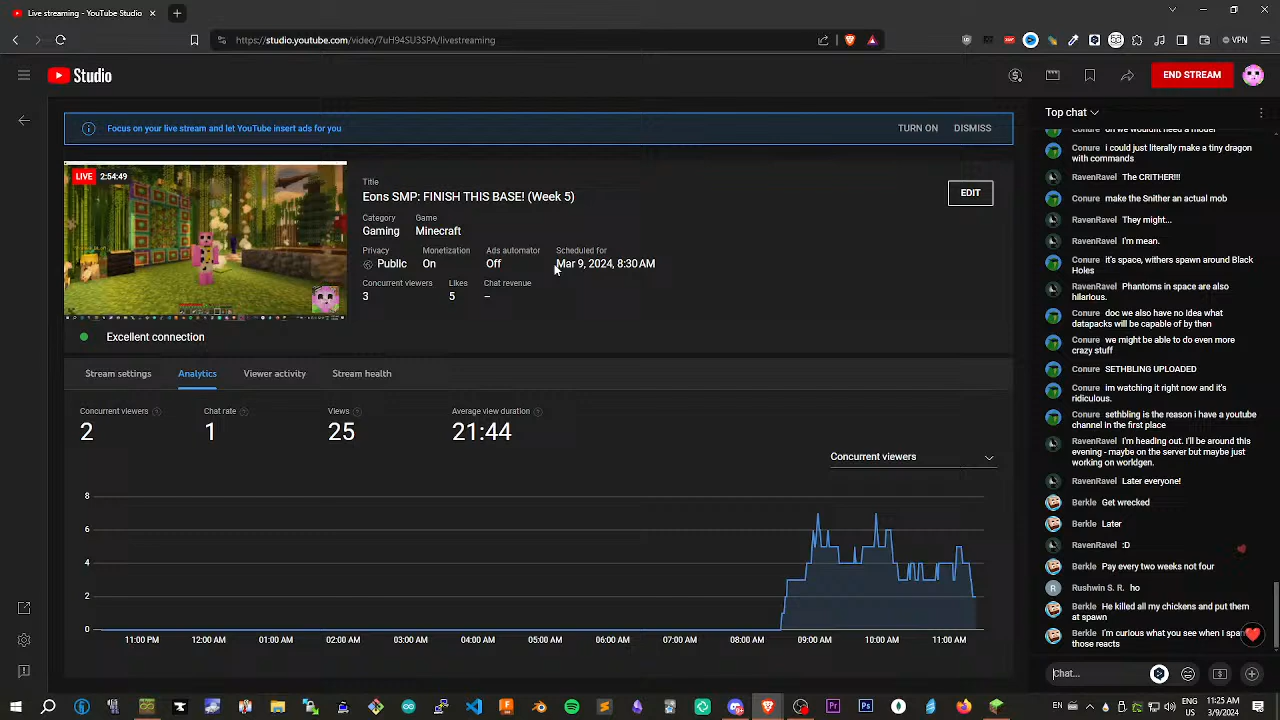 Live streaming - YouTube Studio
https://studio.youtube.com/video/7uH94SU3SPA/livestreaming
VPN
Studio
END STREAM
Focus on your live stream and let YouTube insert ads for you
TURN ON
DISMISS
LIVE 2:54:49
Title
Eons SMP: FINISH THIS BASE! (Week 5)
EDIT
Category
Game
Gaming
Minecraft
Privacy
Monetization
Ads automator
Scheduled for
Public
On
Off
Mar 9, 2024, 8:30 AM
Concurrent viewers
Likes
Chat revenue
3
5
–
Excellent connection
Stream settings
Analytics
Viewer activity
Stream health
Concurrent viewers
Chat rate
Views
Average view duration
2
1
25
21:44
Concurrent viewers
8
6
4
2
0
11:00 PM
12:00 AM
01:00 AM
02:00 AM
03:00 AM
04:00 AM
05:00 AM
06:00 AM
07:00 AM
08:00 AM
09:00 AM
10:00 AM
11:00 AM
Top chat
Conure
Conure i could just literally make a tiny dragon
with commands
RavenRavel The CRITHER!!!
Conure make the Snither an actual mob
RavenRavel They might...
RavenRavel I'm mean.
Conure it's space, withers spawn around Black
Holes
RavenRavel Phantoms in space are also
hilarious.
Conure doc we also have no idea what
datapacks will be capable of by then
Conure we might be able to do even more
crazy stuff
Conure SETHBLING UPLOADED
Conure im watching it right now and it's
ridiculous.
Conure sethbling is the reason i have a youtube
channel in the first place
RavenRavel I'm heading out. I'll be around this
evening - maybe on the server but maybe just
working on worldgen.
RavenRavel Later everyone!
Berkle Get wrecked
Berkle Later
RavenRavel :D
Berkle Pay every two weeks not four
R
Rushwin S. R. ho
Berkle He killed all my chickens and put them
at spawn
Berkle I'm curious what you see when I spa
those reacts
Chat...
EN
11:25 AM
3/9/2024